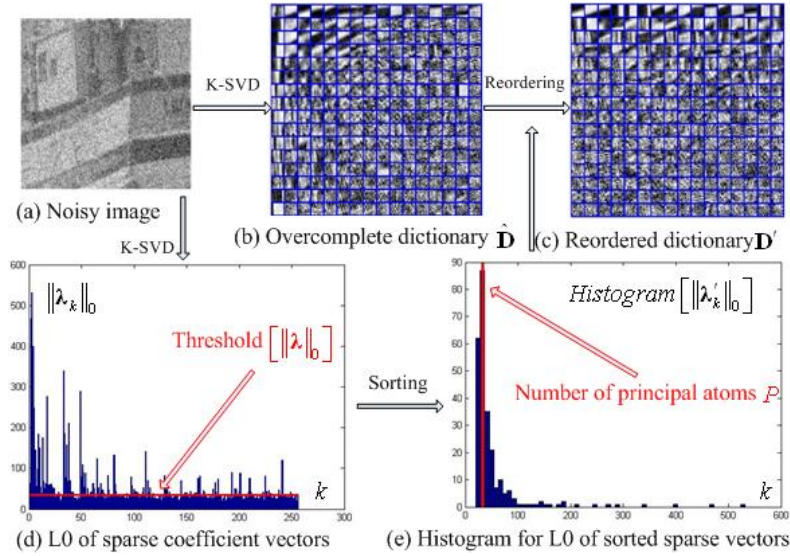 K-SVD
Reordering
(a) Noisy image
(b) Overcomplete dictionary D̂
(c) Reordered dictionary D′
K-SVD
600
500
400
300
200
100
0
0 50 100 150 200 250 300
‖λₖ‖₀
Threshold [‖λ‖₀]
k
Sorting
90
80
70
60
50
40
30
20
10
0
0 100 200 300 400 500 600
Histogram [‖λ′ₖ‖₀]
Number of principal atoms P
k
(d) L0 of sparse coefficient vectors
(e) Histogram for L0 of sorted sparse vectors